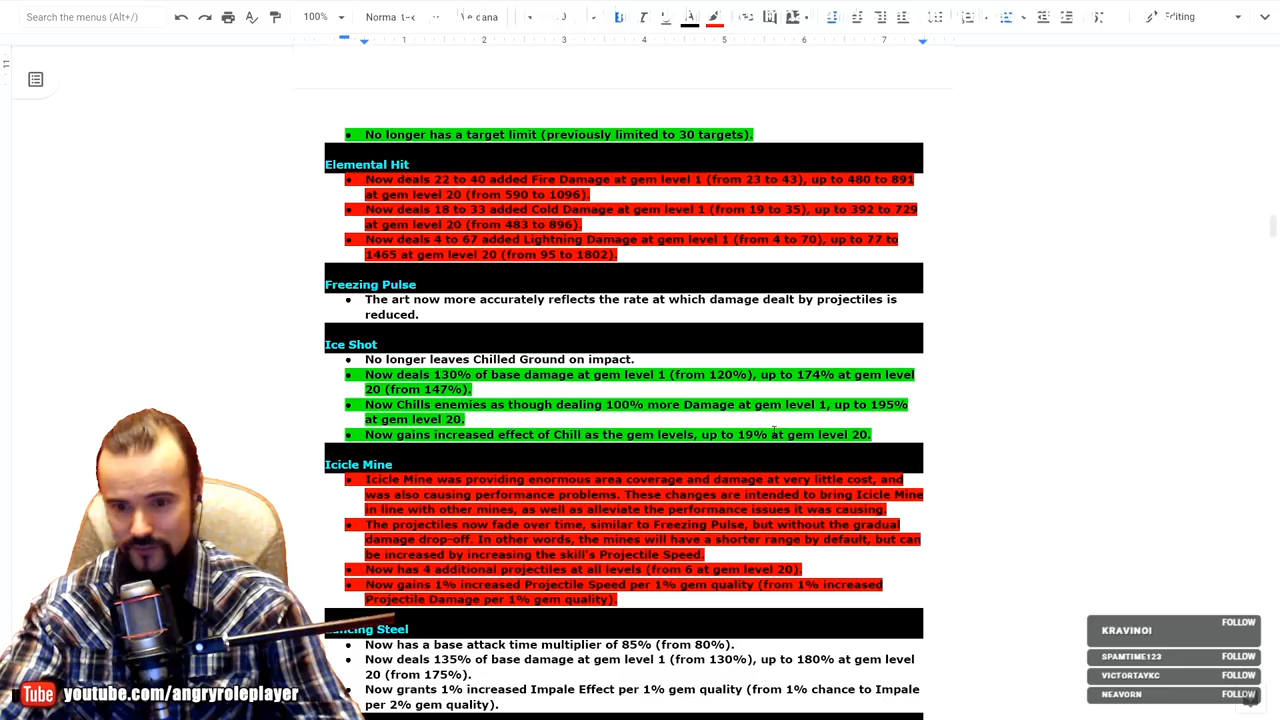 Search the menus (Alt+/)
100%
Editing
1 2 3 4 5 6 7
• No longer has a target limit (previously limited to 30 targets).
Elemental Hit
• Now deals 22 to 40 added Fire Damage at gem level 1 (from 23 to 43), up to 480 to 891
at gem level 20 (from 590 to 1096).
• Now deals 18 to 33 added Cold Damage at gem level 1 (from 19 to 35), up to 392 to 729
at gem level 20 (from 483 to 896).
• Now deals 4 to 67 added Lightning Damage at gem level 1 (from 4 to 70), up to 77 to
1465 at gem level 20 (from 95 to 1802).
Freezing Pulse
• The art now more accurately reflects the rate at which damage dealt by projectiles is
reduced.
Ice Shot
• No longer leaves Chilled Ground on impact.
• Now deals 130% of base damage at gem level 1 (from 120%), up to 174% at gem level
20 (from 147%).
• Now Chills enemies as though dealing 100% more Damage at gem level 1, up to 195%
at gem level 20.
• Now gains increased effect of Chill as the gem levels, up to 19% at gem level 20.
Icicle Mine
• Icicle Mine was providing enormous area coverage and damage at very little cost, and
was also causing performance problems. These changes are intended to bring Icicle Mine
in line with other mines, as well as alleviate the performance issues it was causing.
• The projectiles now fade over time, similar to Freezing Pulse, but without the gradual
damage drop-off. In other words, the mines will have a shorter range by default, but can
be increased by increasing the skill's Projectile Speed.
• Now has 4 additional projectiles at all levels (from 6 at gem level 20).
• Now gains 1% increased Projectile Speed per 1% gem quality (from 1% increased
Projectile Damage per 1% gem quality).
Steel
• Now has a base attack time multiplier of 85% (from 80%).
• Now deals 135% of base damage at gem level 1 (from 130%), up to 180% at gem level
20 (from 175%).
• Now grants 1% increased Impale Effect per 1% gem quality (from 1% chance to Impale
per 2% gem quality).
KRAVINOI FOLLOW
SPAMTIME123 FOLLOW
VICTORTAYKC FOLLOW
NEAVORN FOLLOW
You Tube youtube.com/angryroleplayer